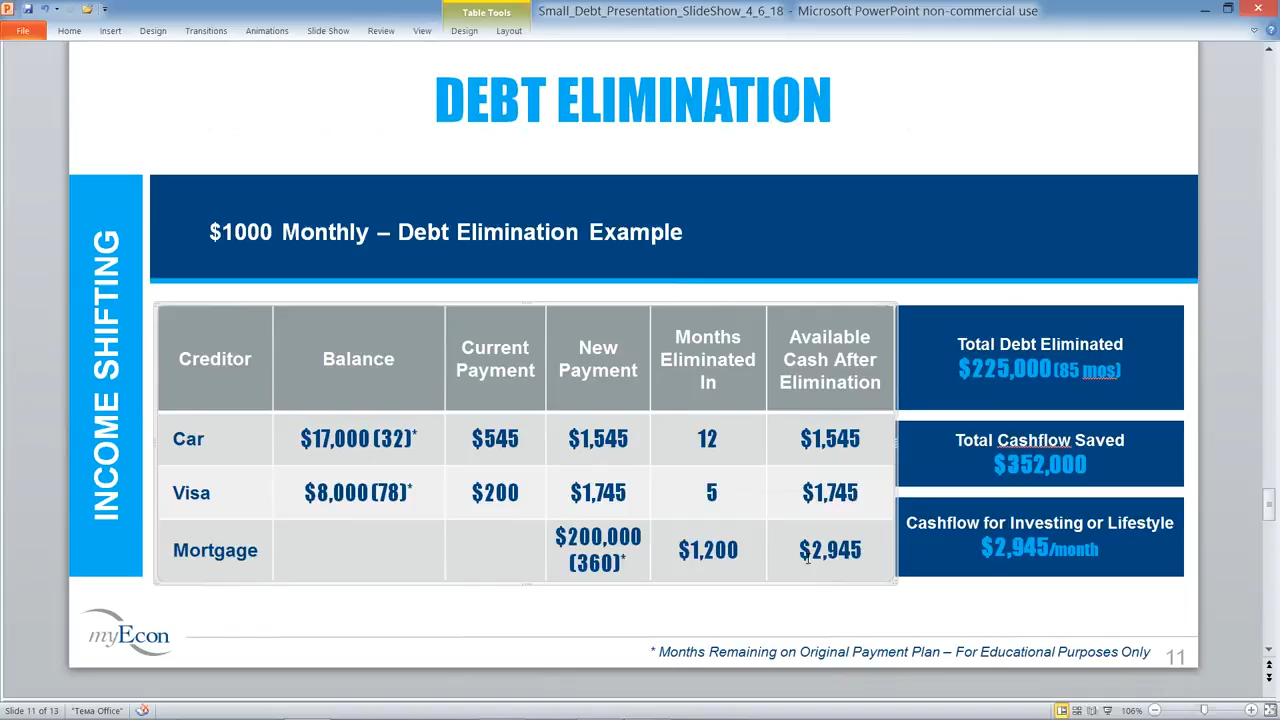 Table Tools
Small_Debt_Presentation_SlideShow_4_6_18 - Microsoft PowerPoint non-commercial use
File Home Insert Design Transitions Animations Slide Show Review View Design Layout
DEBT ELIMINATION
INCOME SHIFTING
$1000 Monthly – Debt Elimination Example
Creditor Balance Current Payment New Payment Months Eliminated In Available Cash After Elimination
Car $17,000 (32)* $545 $1,545 12 $1,545
Visa $8,000 (78)* $200 $1,745 5 $1,745
Mortgage $200,000 (360)* $1,200 $2,945
Total Debt Eliminated
$225,000 (85 mos)
Total Cashflow Saved
$352,000
Cashflow for Investing or Lifestyle
$2,945/month
myEcon
* Months Remaining on Original Payment Plan – For Educational Purposes Only
11
Slide 11 of 13 "Тема Office" 106%